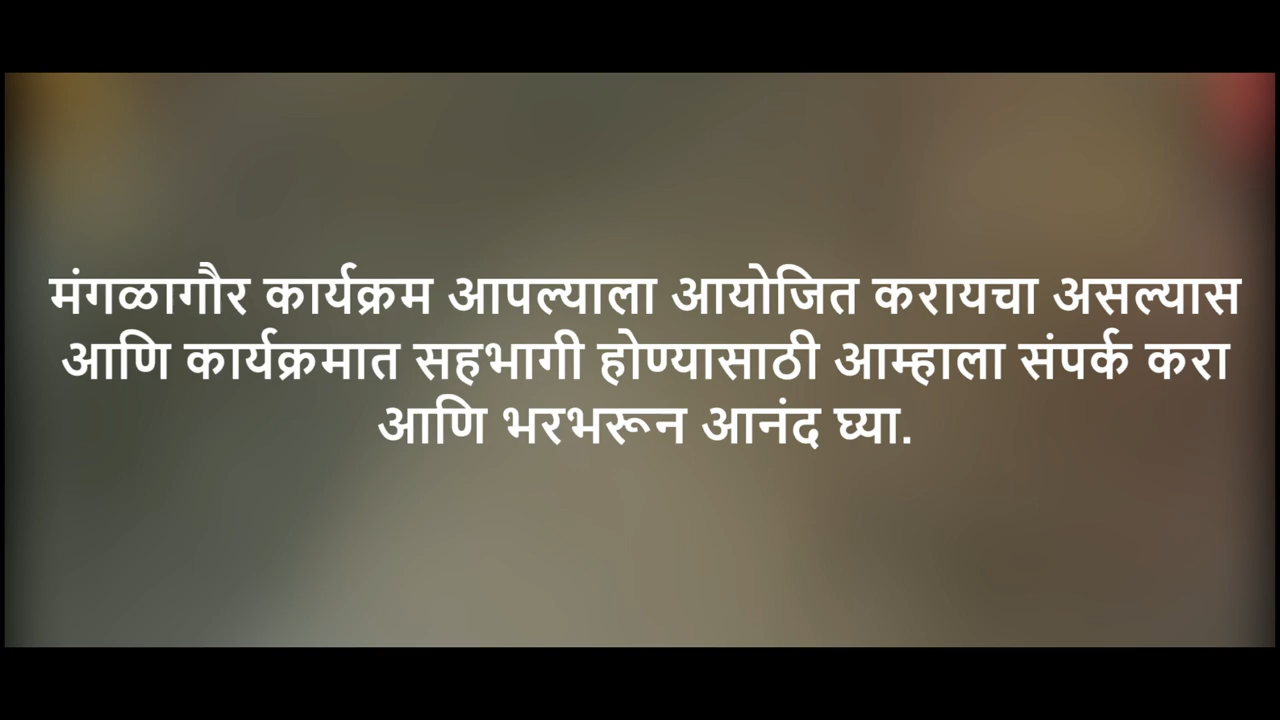 मंगळागौर कार्यक्रम आपल्याला आयोजित करायचा असल्यास
आणि कार्यक्रमात सहभागी होण्यासाठी आम्हाला संपर्क करा
आणि भरभरून आनंद घ्या.